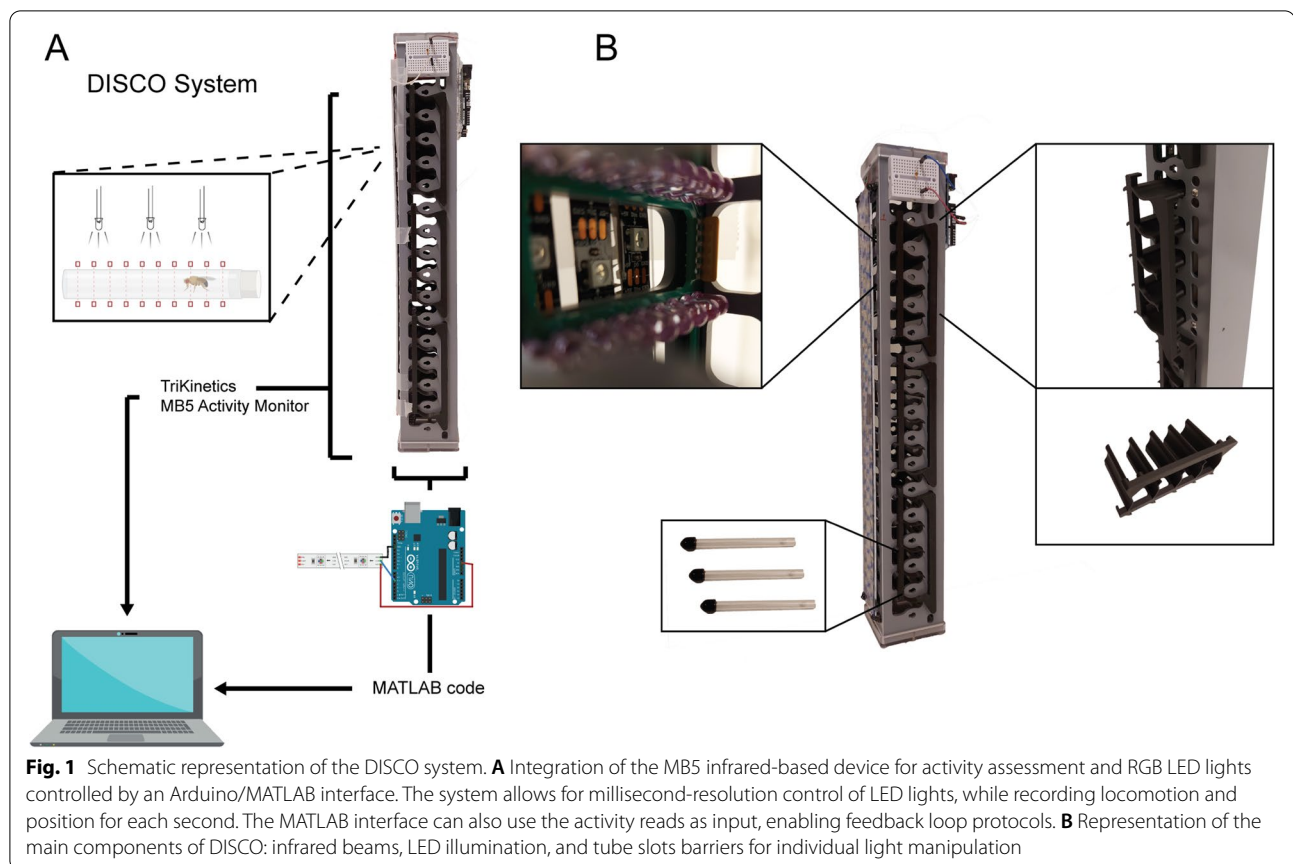 A
B
DISCO System
TriKinetics
MB5 Activity Monitor
MATLAB code
Fig. 1 Schematic representation of the DISCO system. A Integration of the MB5 infrared-based device for activity assessment and RGB LED lights
controlled by an Arduino/MATLAB interface. The system allows for millisecond-resolution control of LED lights, while recording locomotion and
position for each second. The MATLAB interface can also use the activity reads as input, enabling feedback loop protocols. B Representation of the
main components of DISCO: infrared beams, LED illumination, and tube slots barriers for individual light manipulation